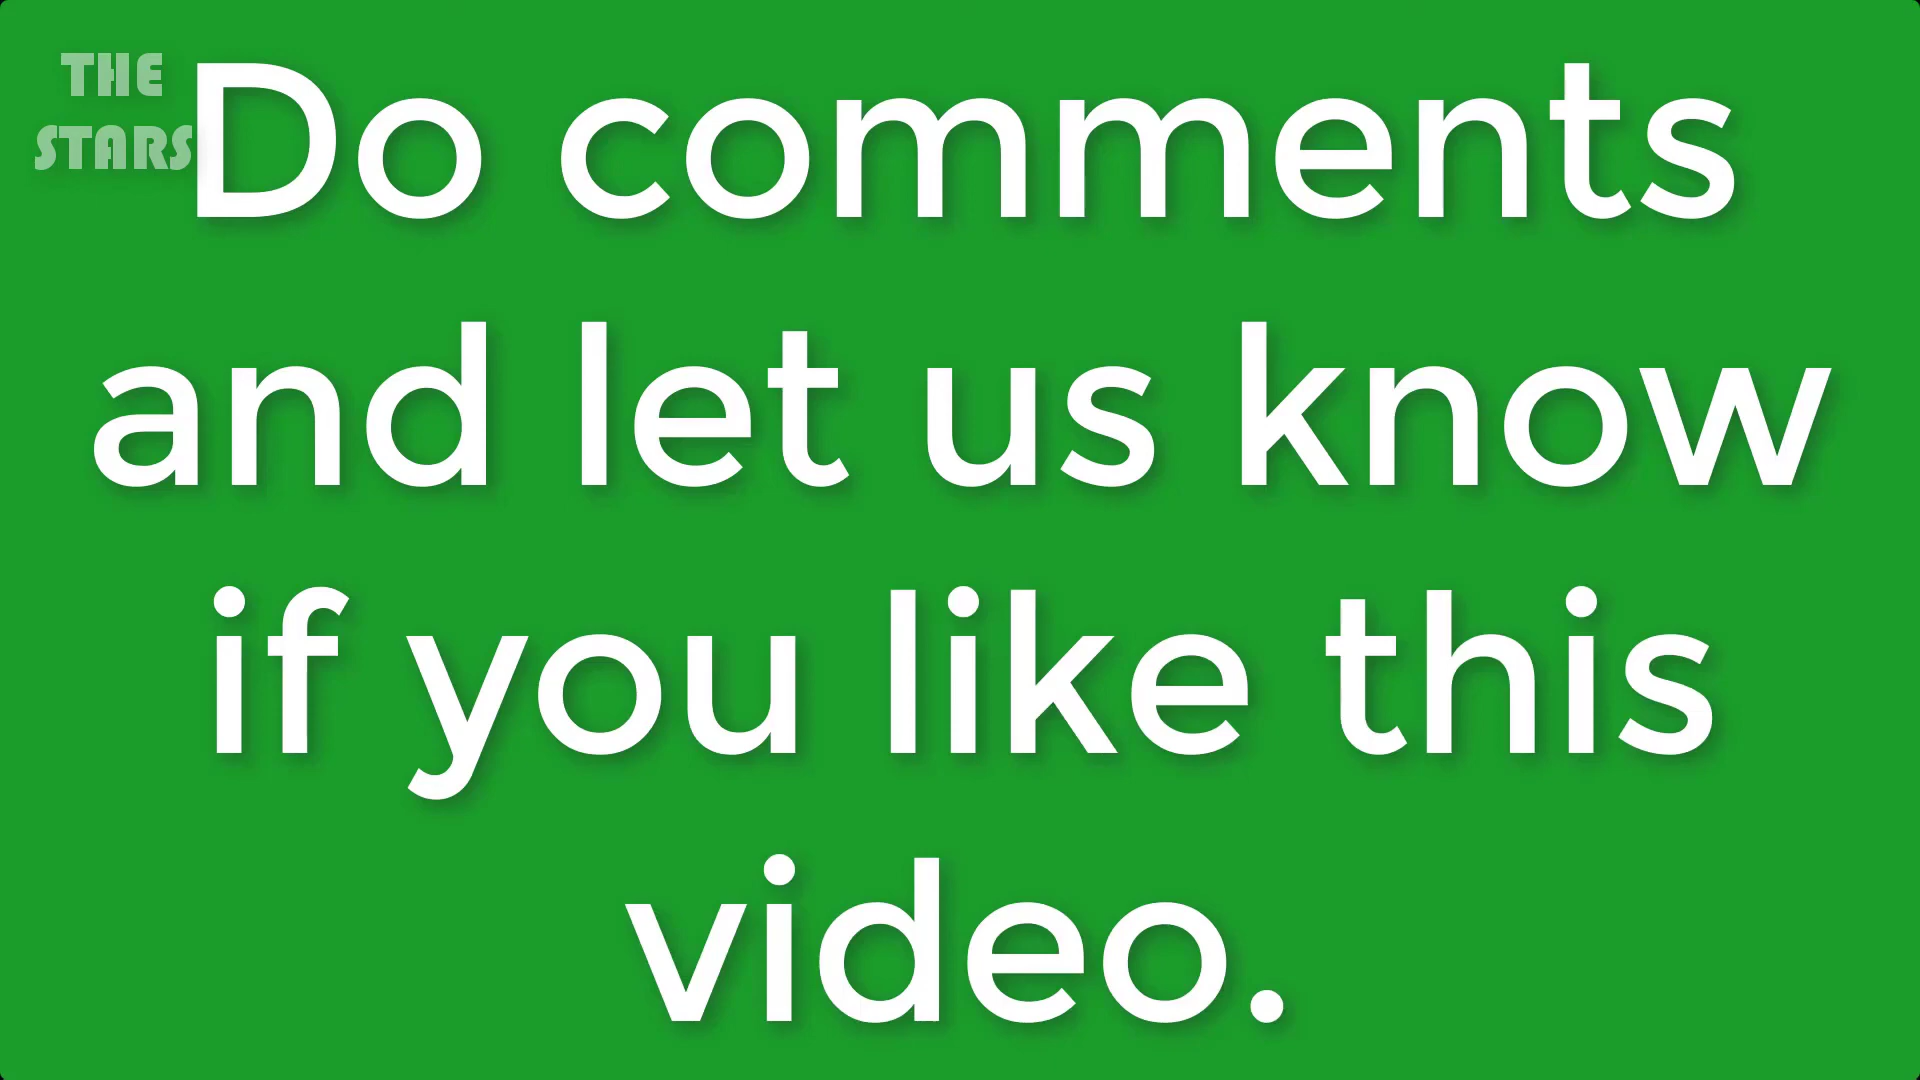 THE
STARS
Do comments
and let us know
if you like this
video.